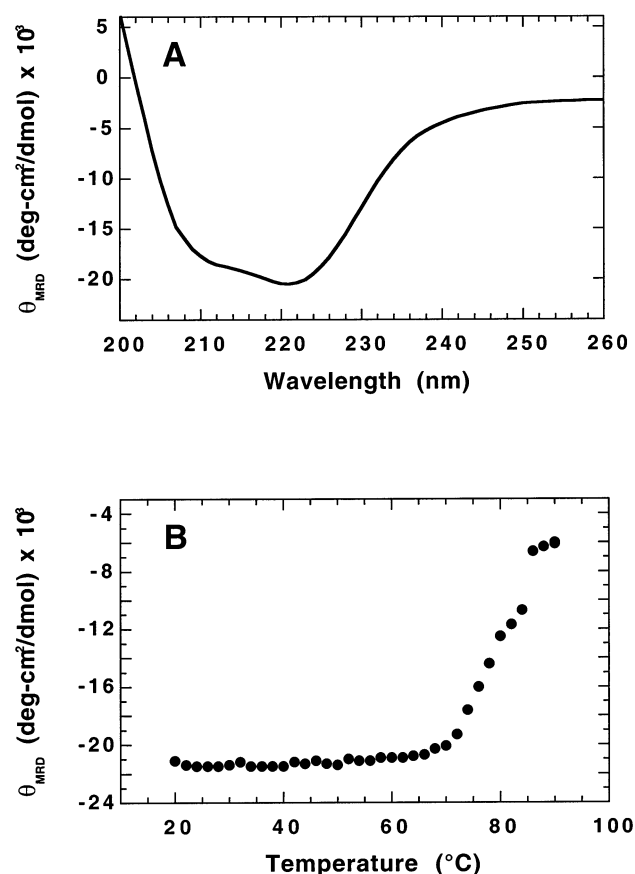 A
5
0
-5
-10
-15
-20
θMRD (deg-cm²/dmol) x 10³
200 210 220 230 240 250 260
Wavelength (nm)
B
-4
-8
-12
-16
-20
-24
θMRD (deg-cm²/dmol) x 10³
20 40 60 80 100
Temperature (°C)